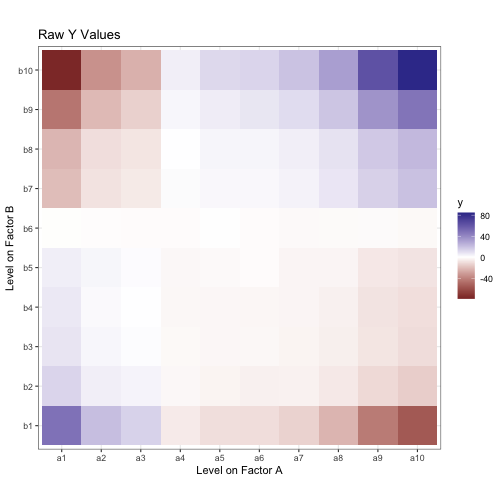 Raw Y Values
Level on Factor B
b10
b9
b8
b7
b6
b5
b4
b3
b2
b1
a1 a2 a3 a4 a5 a6 a7 a8 a9 a10
Level on Factor A
y
80
40
0
-40